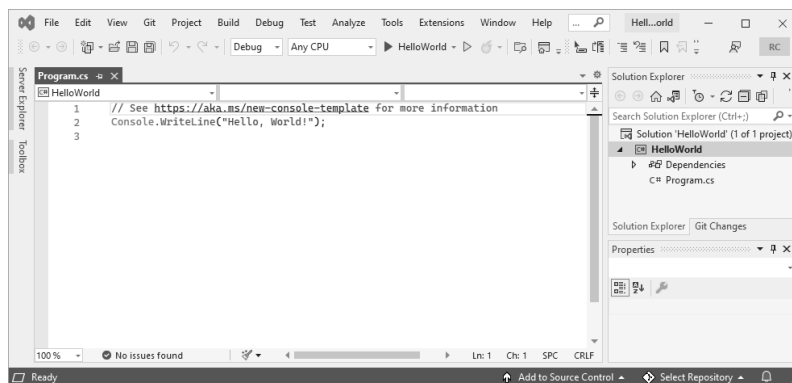 File Edit View Git Project Build Debug Test Analyze Tools Extensions Window Help ... Hell...orld
Debug Any CPU HelloWorld RC
Server Explorer
Toolbox
Program.cs
C# HelloWorld
1 // See https://aka.ms/new-console-template for more information
2 Console.WriteLine("Hello, World!");
3
100 % No issues found Ln: 1 Ch: 1 SPC CRLF
Solution Explorer
Search Solution Explorer (Ctrl+;)
Solution 'HelloWorld' (1 of 1 project)
C# HelloWorld
Dependencies
C# Program.cs
Solution Explorer Git Changes
Properties
Ready Add to Source Control Select Repository